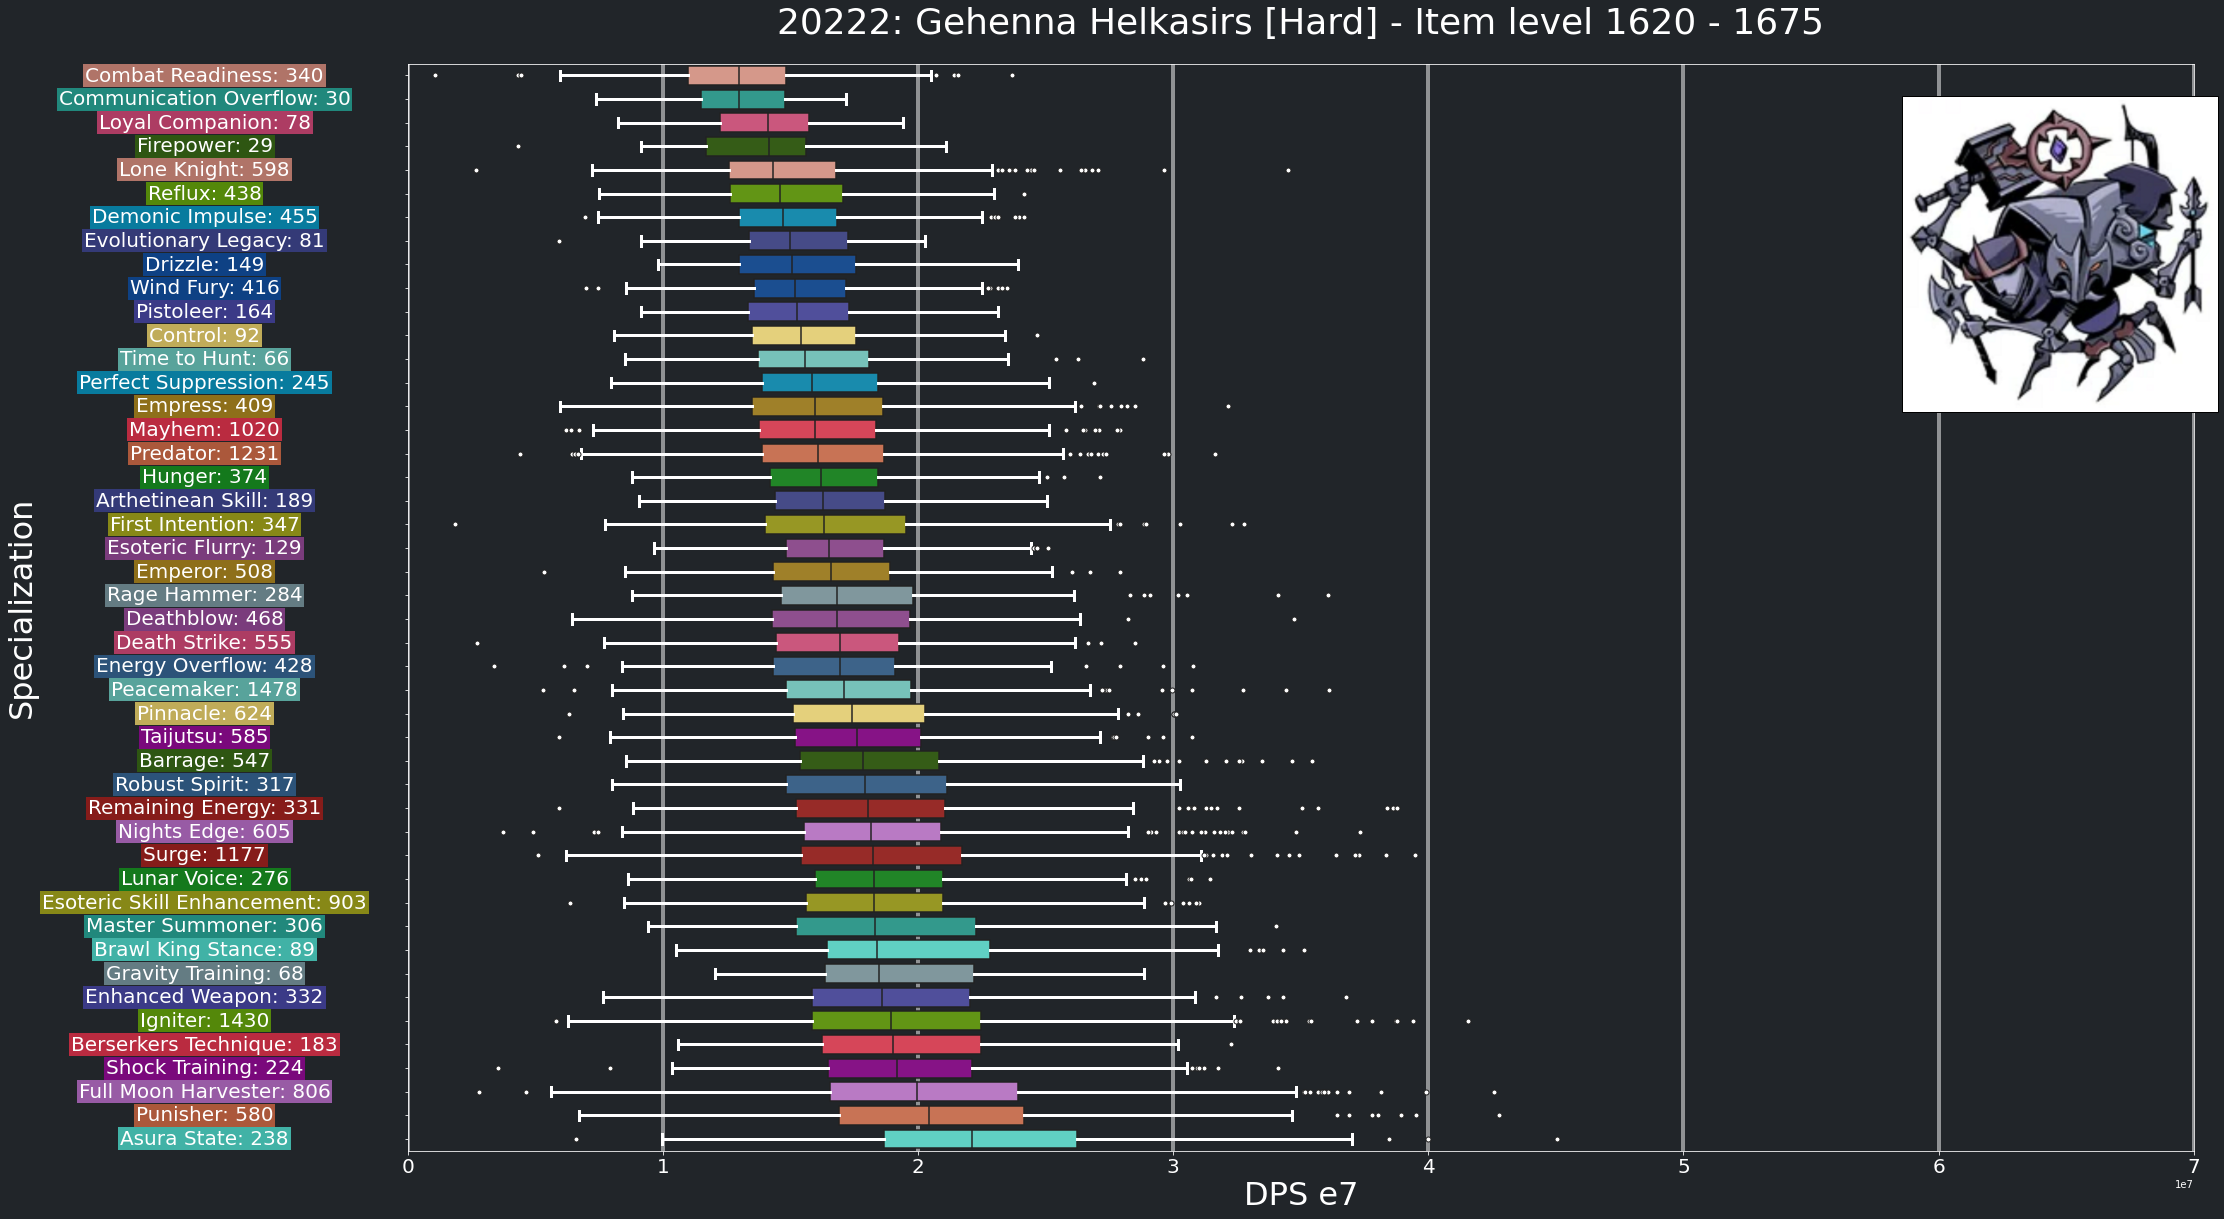 20222: Gehenna Helkasirs [Hard] - Item level 1620 - 1675
Specialization
Combat Readiness: 340
Communication Overflow: 30
Loyal Companion: 78
Firepower: 29
Lone Knight: 598
Reflux: 438
Demonic Impulse: 455
Evolutionary Legacy: 81
Drizzle: 149
Wind Fury: 416
Pistoleer: 164
Control: 92
Time to Hunt: 66
Perfect Suppression: 245
Empress: 409
Mayhem: 1020
Predator: 1231
Hunger: 374
Arthetinean Skill: 189
First Intention: 347
Esoteric Flurry: 129
Emperor: 508
Rage Hammer: 284
Deathblow: 468
Death Strike: 555
Energy Overflow: 428
Peacemaker: 1478
Pinnacle: 624
Taijutsu: 585
Barrage: 547
Robust Spirit: 317
Remaining Energy: 331
Nights Edge: 605
Surge: 1177
Lunar Voice: 276
Esoteric Skill Enhancement: 903
Master Summoner: 306
Brawl King Stance: 89
Gravity Training: 68
Enhanced Weapon: 332
Igniter: 1430
Berserkers Technique: 183
Shock Training: 224
Full Moon Harvester: 806
Punisher: 580
Asura State: 238
0 1 2 3 4 5 6 7
1e7
DPS e7